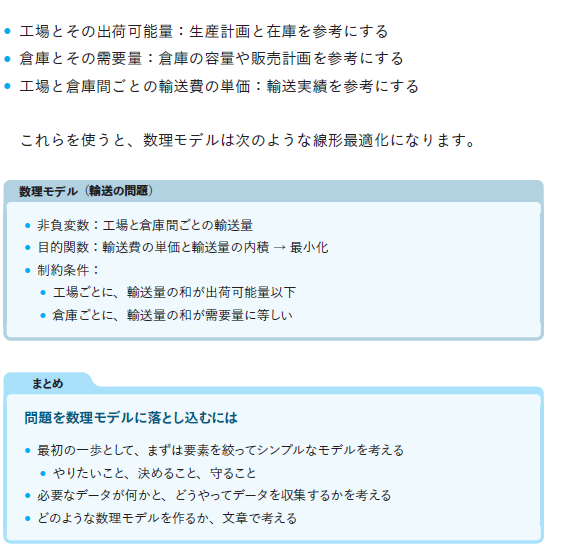 • 工場とその出荷可能量：生産計画と在庫を参考にする
• 倉庫とその需要量：倉庫の容量や販売計画を参考にする
• 工場と倉庫間ごとの輸送費の単価：輸送実績を参考にする
これらを使うと、数理モデルは次のような線形最適化になります。
数理モデル（輸送の問題）
• 非負変数：工場と倉庫間ごとの輸送量
• 目的関数：輸送費の単価と輸送量の内積 → 最小化
• 制約条件：
• 工場ごとに、輸送量の和が出荷可能量以下
• 倉庫ごとに、輸送量の和が需要量に等しい
まとめ
問題を数理モデルに落とし込むには
• 最初の一歩として、まずは要素を絞ってシンプルなモデルを考える
• やりたいこと、決めること、守ること
• 必要なデータが何かと、どうやってデータを収集するかを考える
• どのような数理モデルを作るか、文章で考える